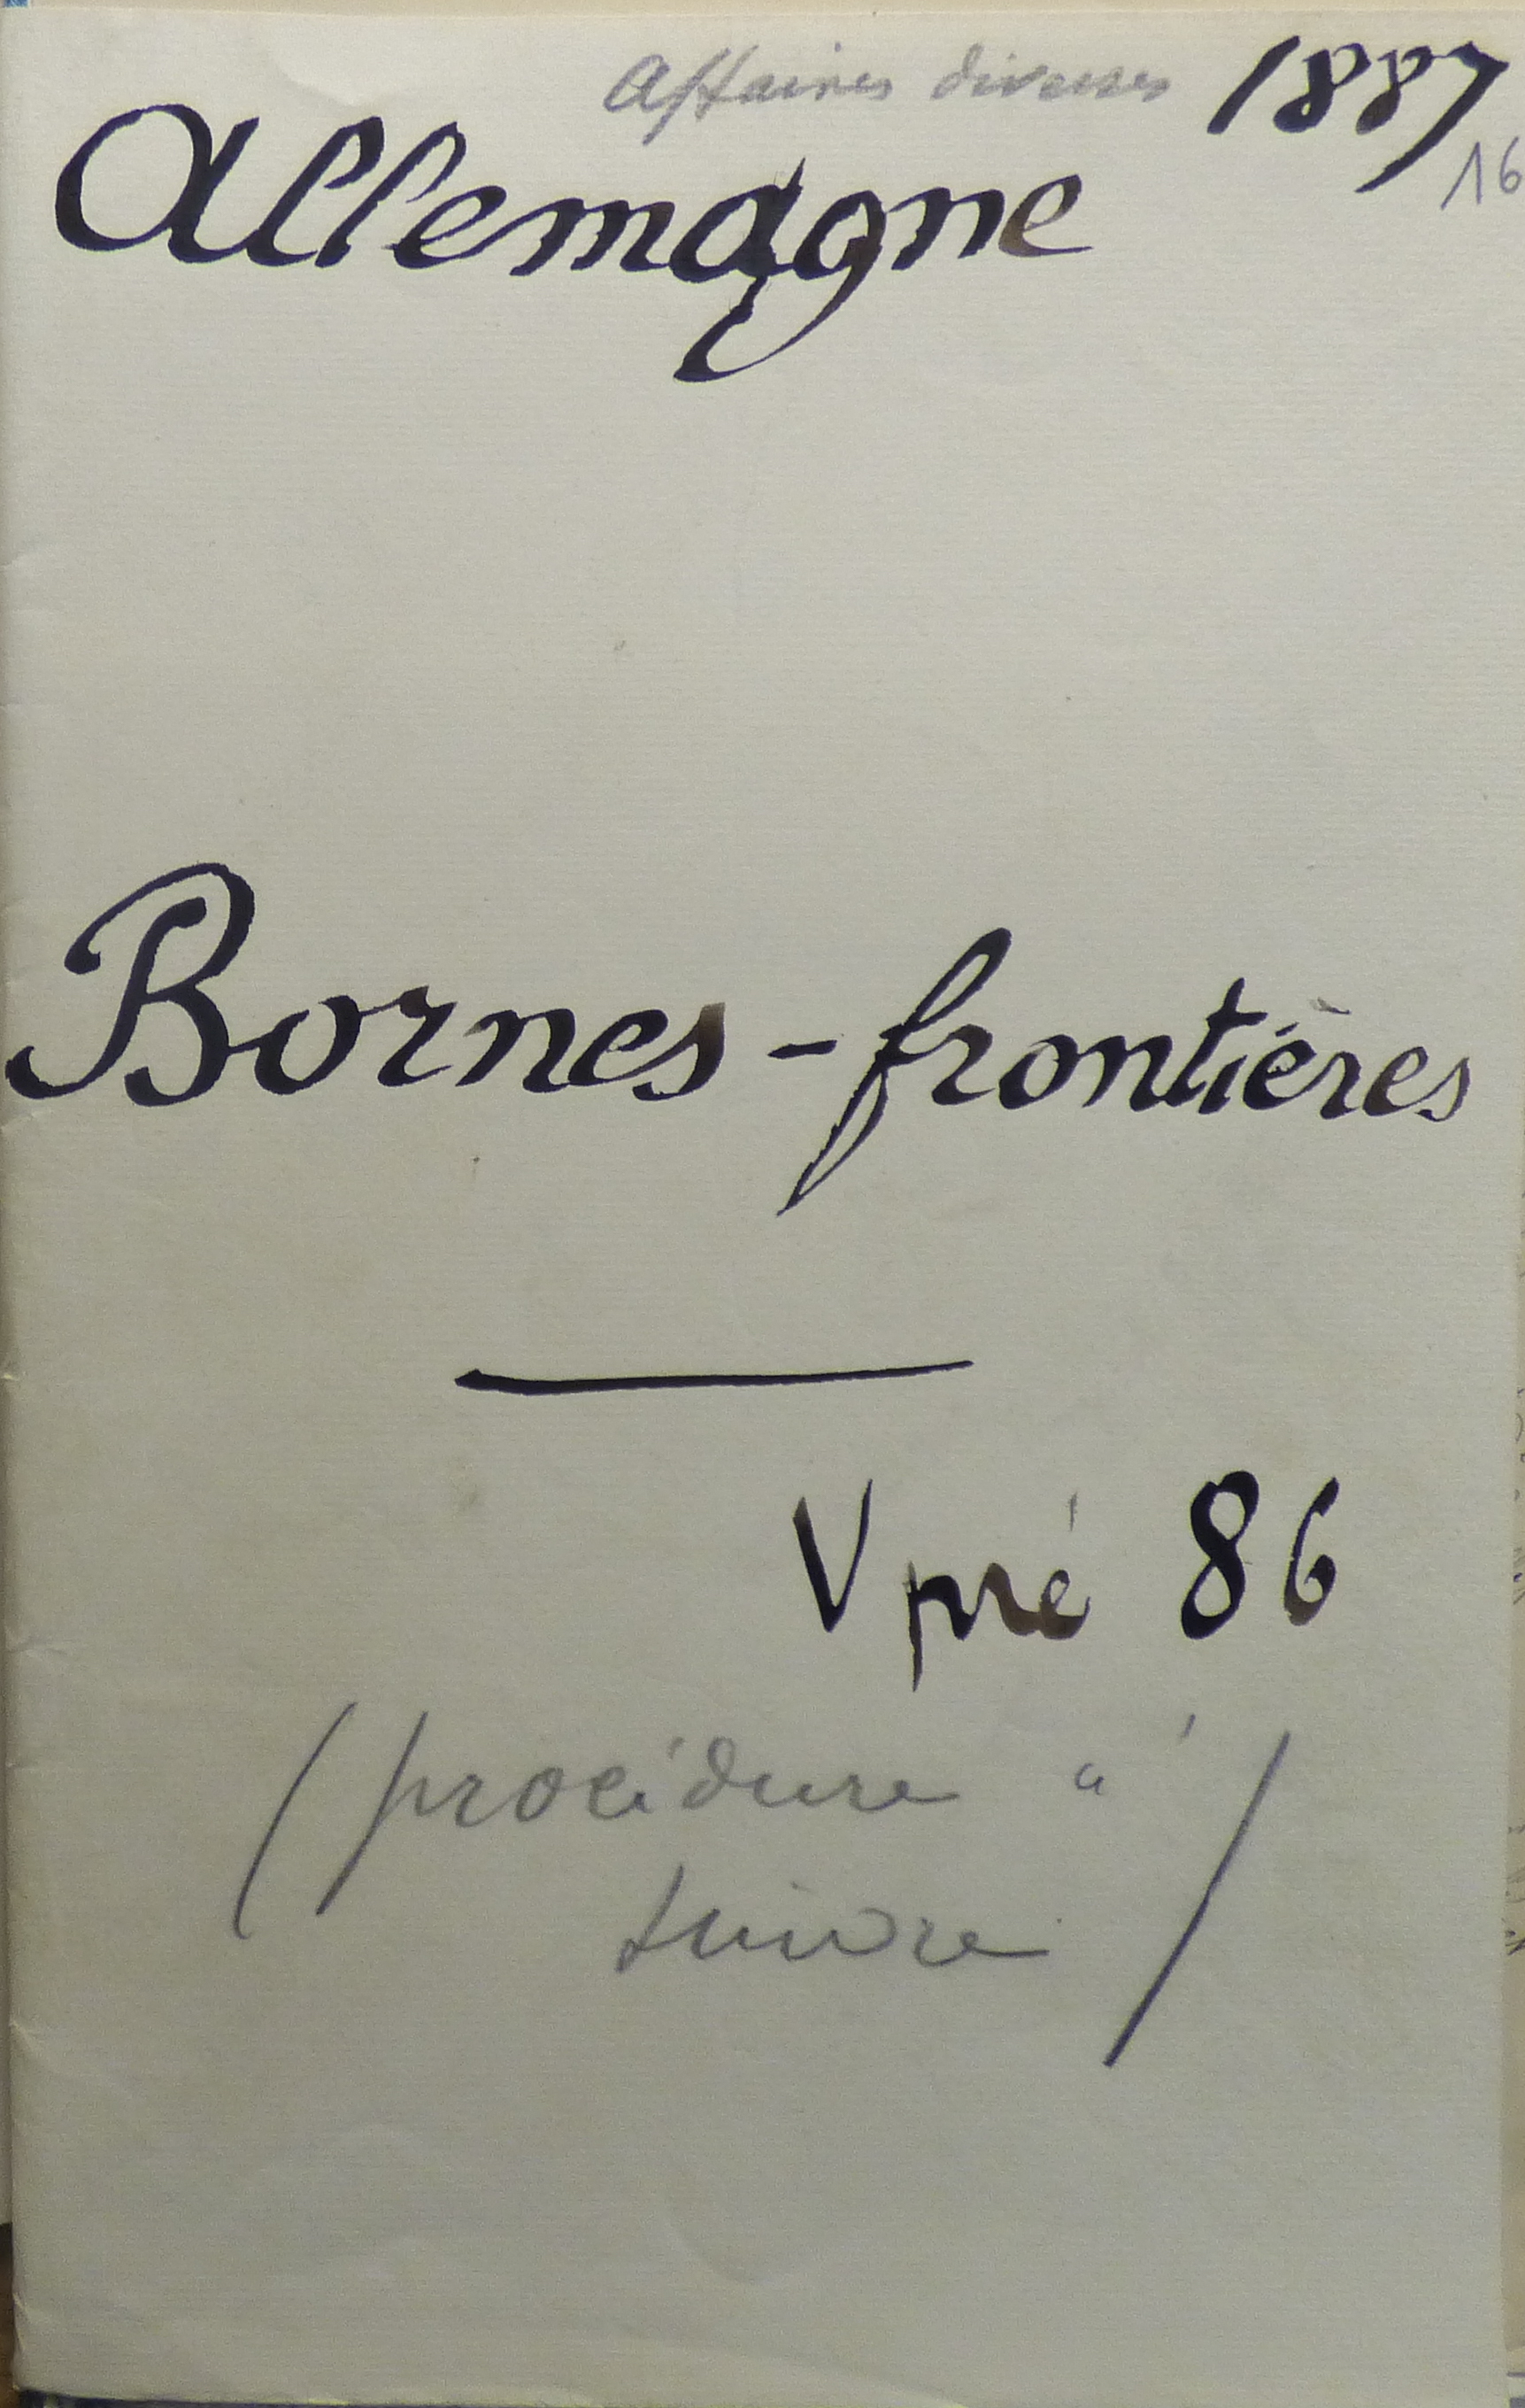 Affaires diverses 1887
16
Allemagne
Bornes-frontières
V pré 86
(procédure à
suivre)